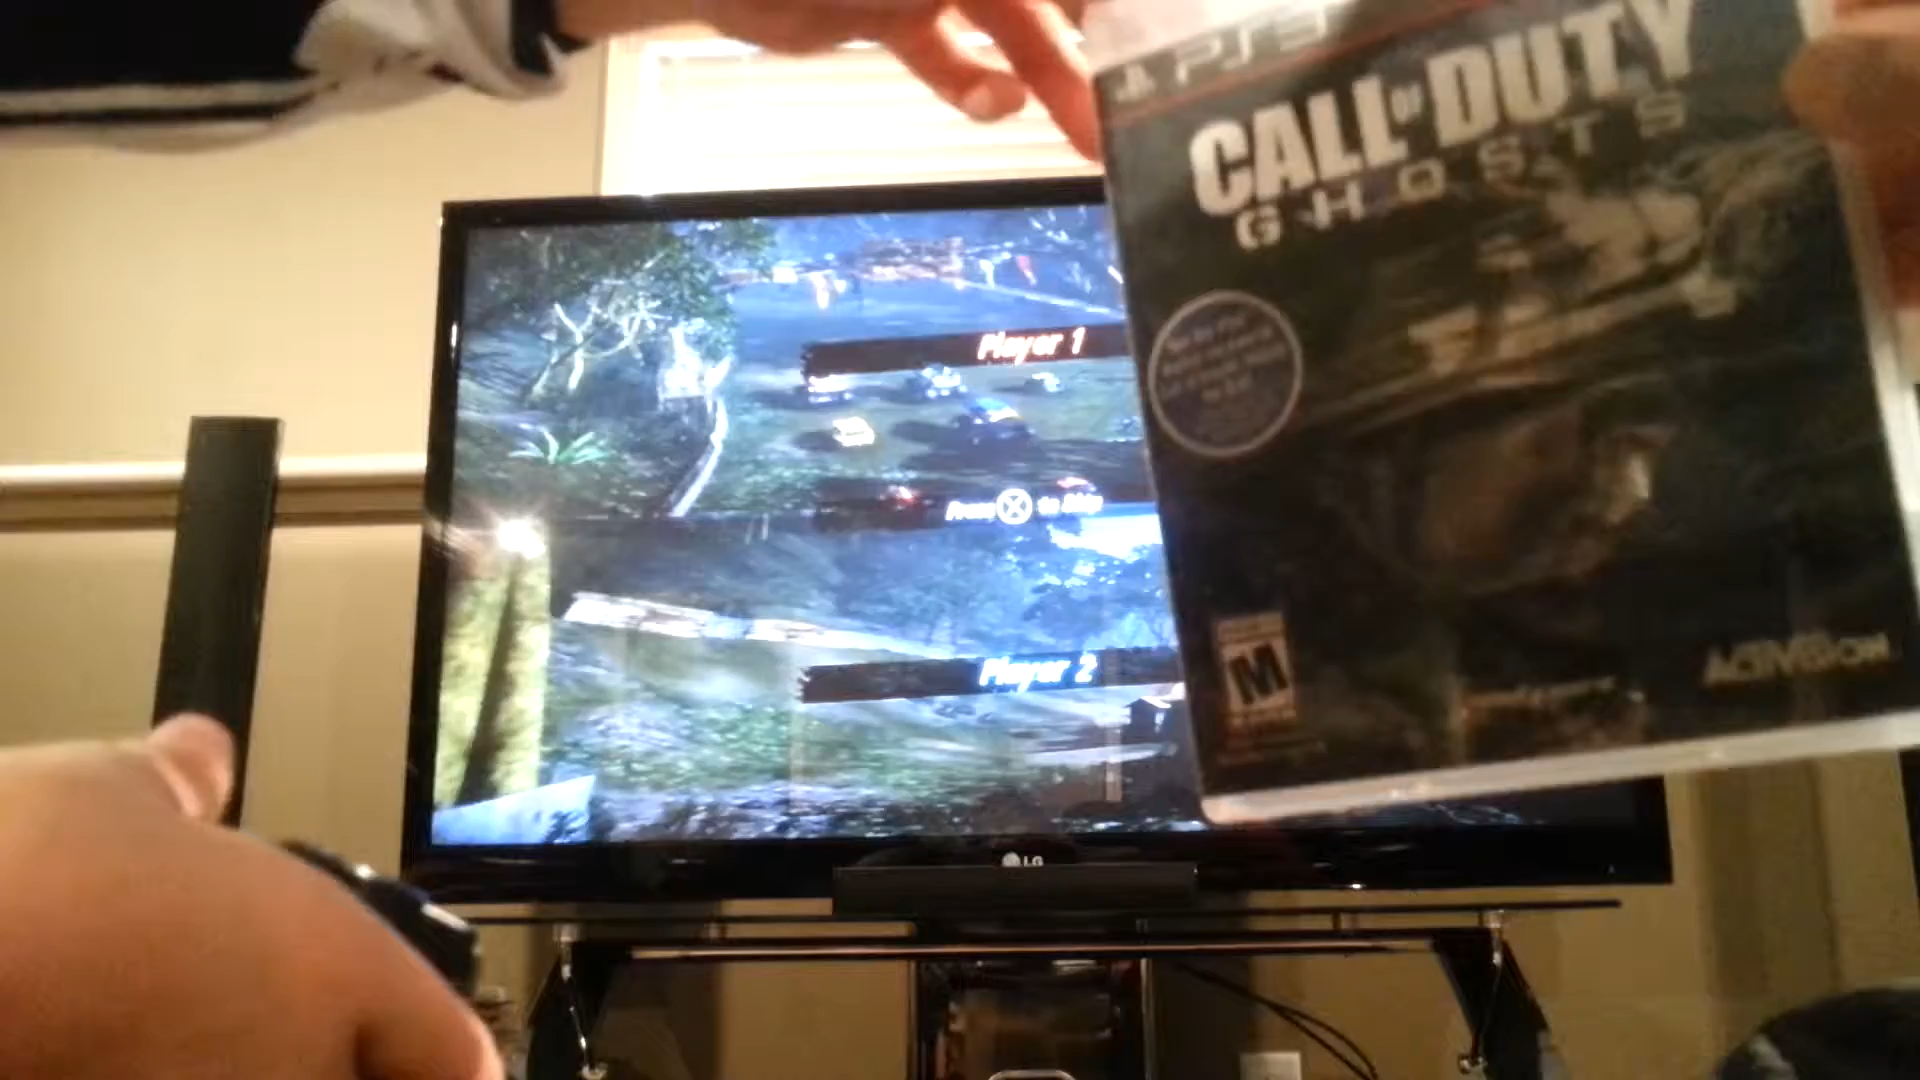 PS3
CALL OF DUTY
GHOSTS
Player 1
Press X to Skip
Player 2
M
ACTIVISION
LG